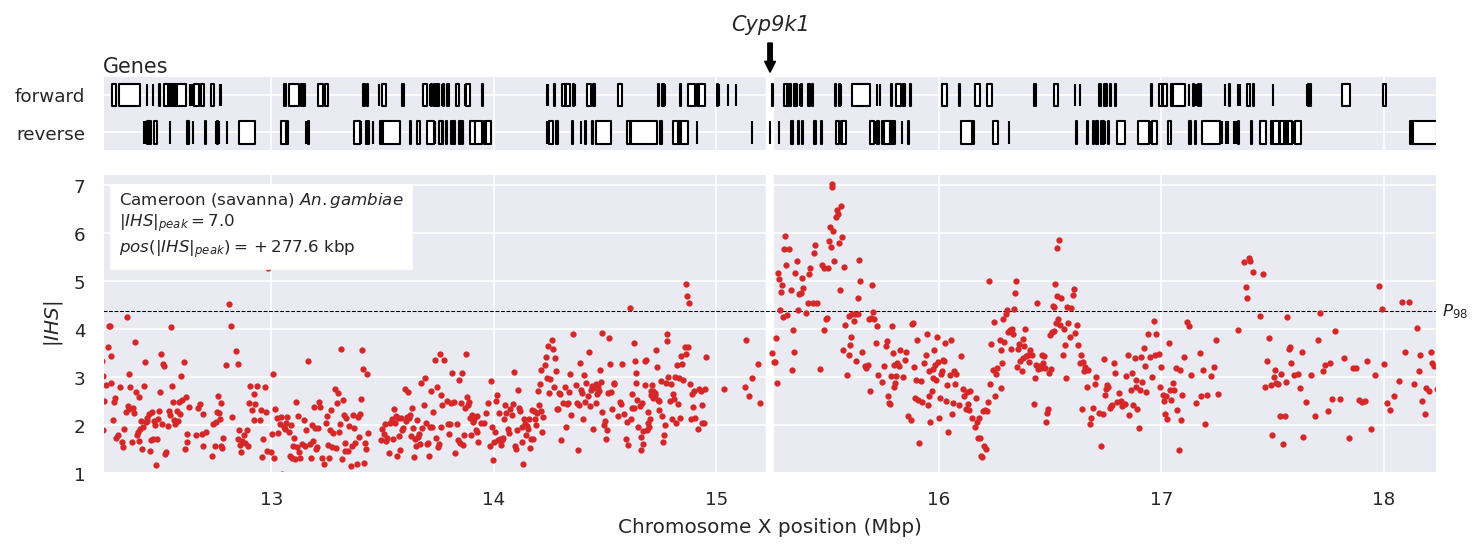 Cyp9k1
Genes
forward
reverse
7
6
5
4
3
2
1
|IHS|
Cameroon (savanna) An. gambiae
|IHS|peak = 7.0
pos(|IHS|peak) = + 277.6 kbp
P98
13
14
15
16
17
18
Chromosome X position (Mbp)